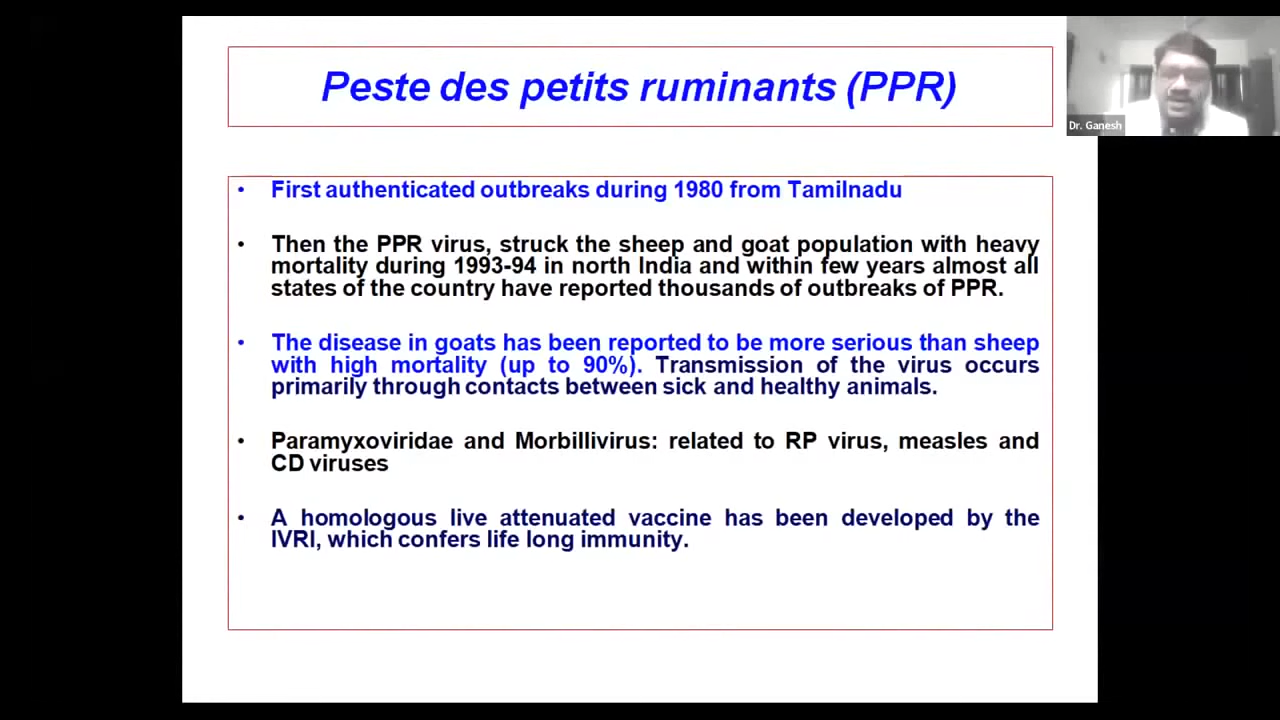 Peste des petits ruminants (PPR)
Dr. Ganesh
• First authenticated outbreaks during 1980 from Tamilnadu
• Then the PPR virus, struck the sheep and goat population with heavy
mortality during 1993-94 in north India and within few years almost all
states of the country have reported thousands of outbreaks of PPR.
• The disease in goats has been reported to be more serious than sheep
with high mortality (up to 90%). Transmission of the virus occurs
primarily through contacts between sick and healthy animals.
• Paramyxoviridae and Morbillivirus: related to RP virus, measles and
CD viruses
• A homologous live attenuated vaccine has been developed by the
IVRI, which confers life long immunity.